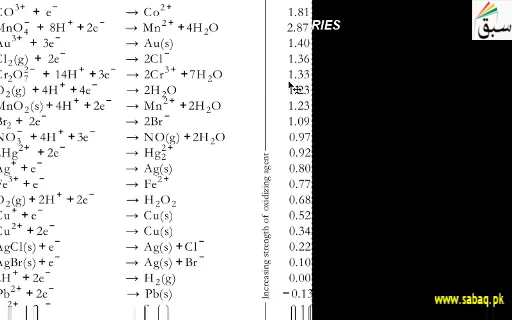 CO³⁺ + e⁻ → Co²⁺ 1.81
MnO₄⁻ + 8H⁺ + 2e⁻ → Mn²⁺ + 4H₂O 2.87
Au³⁺ + 3e⁻ → Au(s) 1.40
Cl₂(g) + 2e⁻ → 2Cl⁻ 1.36
Cr₂O₇²⁻ + 14H⁺ + 3e⁻ → 2Cr³⁺ + 7H₂O 1.33
O₂(g) + 4H⁺ + 4e⁻ → 2H₂O 1.23
MnO₂(s) + 4H⁺ + 2e⁻ → Mn²⁺ + 2H₂O 1.23
Br₂ + 2e⁻ → 2Br⁻ 1.09
NO₃⁻ + 4H⁺ + 3e⁻ → NO(g) + 2H₂O 0.97
2Hg²⁺ + 2e⁻ → Hg₂²⁺ 0.92
Ag⁺ + e⁻ → Ag(s) 0.80
Fe³⁺ + e⁻ → Fe²⁺ 0.77
O₂(g) + 2H⁺ + 2e⁻ → H₂O₂ 0.68
Cu⁺ + e⁻ → Cu(s) 0.52
Cu²⁺ + 2e⁻ → Cu(s) 0.34
AgCl(s) + e⁻ → Ag(s) + Cl⁻ 0.22
AgBr(s) + e⁻ → Ag(s) + Br⁻ 0.10
2H⁺ + 2e⁻ → H₂(g) 0.00
Pb²⁺ + 2e⁻ → Pb(s) −0.13
Increasing strength of oxidizing agent
RIES
سبق
www.sabaq.pk